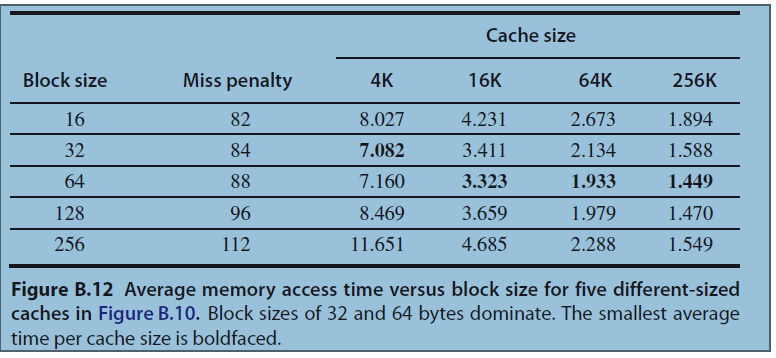 Cache size
Block size Miss penalty 4K 16K 64K 256K
16 82 8.027 4.231 2.673 1.894
32 84 7.082 3.411 2.134 1.588
64 88 7.160 3.323 1.933 1.449
128 96 8.469 3.659 1.979 1.470
256 112 11.651 4.685 2.288 1.549
Figure B.12 Average memory access time versus block size for five different-sized
caches in Figure B.10. Block sizes of 32 and 64 bytes dominate. The smallest average
time per cache size is boldfaced.